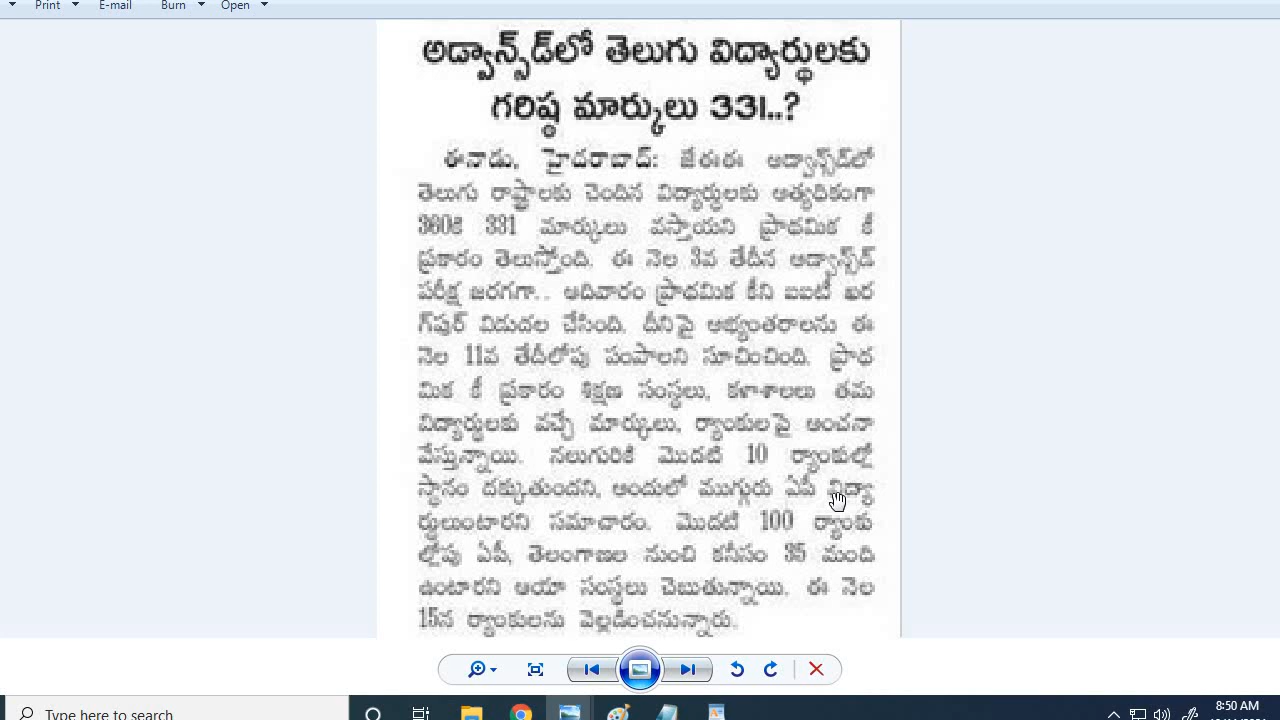 Print E-mail Burn Open
అడ్వాన్స్‌డ్‌లో తెలుగు విద్యార్థులకు
గరిష్ఠ మార్కులు 331..?
ఈనాడు, హైదరాబాద్: జేఈఈ అడ్వాన్స్‌డ్‌లో
తెలుగు రాష్ట్రాలకు చెందిన విద్యార్థులకు అత్యధికంగా
360కి 331 మార్కులు వస్తాయని ప్రాథమిక కీ
ప్రకారం తెలుస్తోంది. ఈ నెల 3వ తేదీన అడ్వాన్స్‌డ్
పరీక్ష జరగగా.. ఆదివారం ప్రాథమిక కీని ఐఐటీ ఖర
గ్‌పుర్ విడుదల చేసింది. దీనిపై అభ్యంతరాలను ఈ
నెల 11వ తేదీలోపు పంపాలని సూచించింది. ప్రాథ
మిక కీ ప్రకారం శిక్షణ సంస్థలు, కళాశాలలు తమ
విద్యార్థులకు వచ్చే మార్కులు, ర్యాంకులపై అంచనా
వేస్తున్నాయి. నలుగురికి మొదటి 10 ర్యాంకుల్లో
స్థానం దక్కుతుందని, అందులో ముగ్గురు ఏపీ విద్యా
ర్థులుంటారని సమాచారం. మొదటి 100 ర్యాంకు
ల్లోపు ఏపీ, తెలంగాణల నుంచి కనీసం 35 మంది
ఉంటారని ఆయా సంస్థలు చెబుతున్నాయి. ఈ నెల
15న ర్యాంకులను వెల్లడించనున్నారు.
Type here to search
8:50 AM